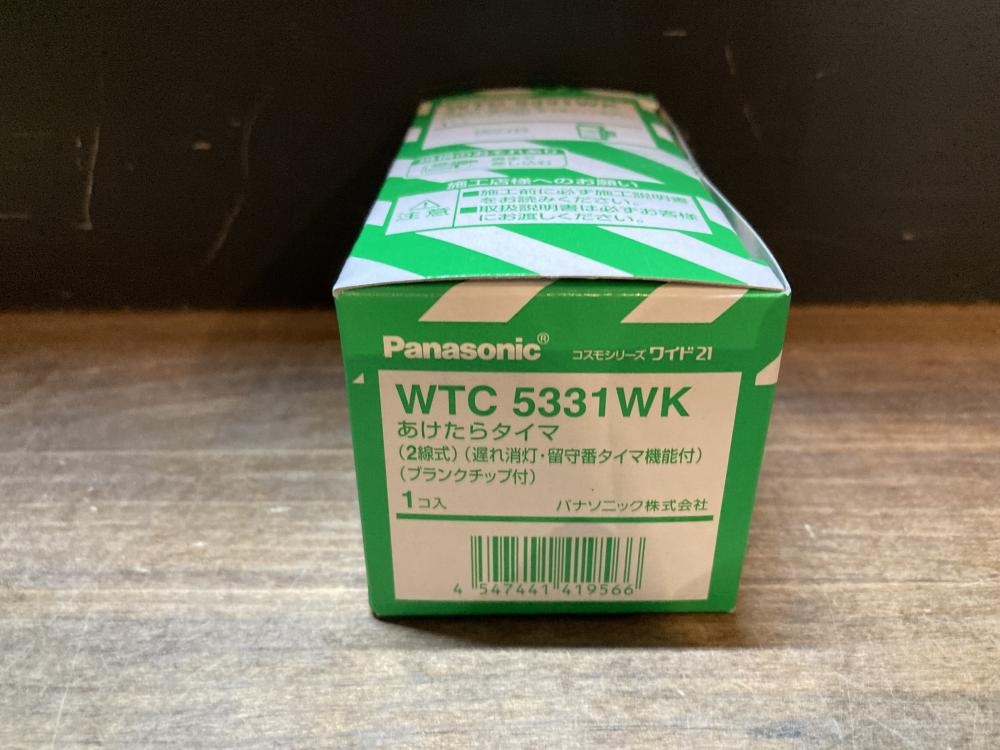 WTC 5331WK
施工店様へのお願い
注意
■施工前に必ず施工説明書
をお読みください。
■取扱説明書は必ずお客様
にお渡しください。
Panasonic® コスモシリーズ ワイド21
WTC 5331WK
あけたらタイマ
(2線式)(遅れ消灯・留守番タイマ機能付)
(ブランクチップ付)
1コ入 パナソニック株式会社
4 547441 419566